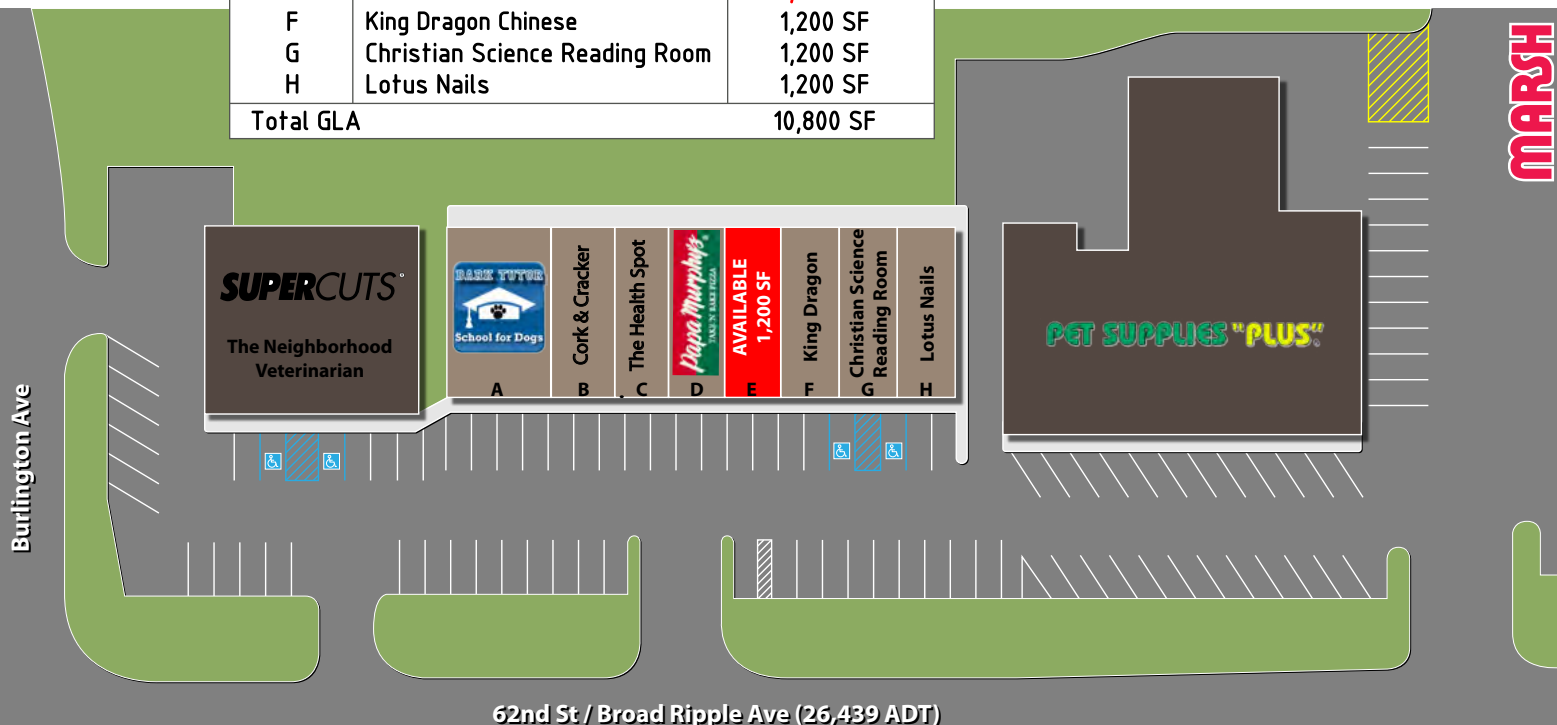 F King Dragon Chinese 1,200 SF
G Christian Science Reading Room 1,200 SF
H Lotus Nails 1,200 SF
Total GLA 10,800 SF
MARSH
SUPERCUTS
The Neighborhood
Veterinarian
BARK TUTOR
School for Dogs
A
Cork & Cracker
B
The Health Spot
C
Papa Murphy's
TAKE 'N' BAKE PIZZA
D
AVAILABLE
1,200 SF
E
King Dragon
F
Christian Science
Reading Room
G
Lotus Nails
H
PET SUPPLIES "PLUS"
Burlington Ave
62nd St / Broad Ripple Ave (26,439 ADT)